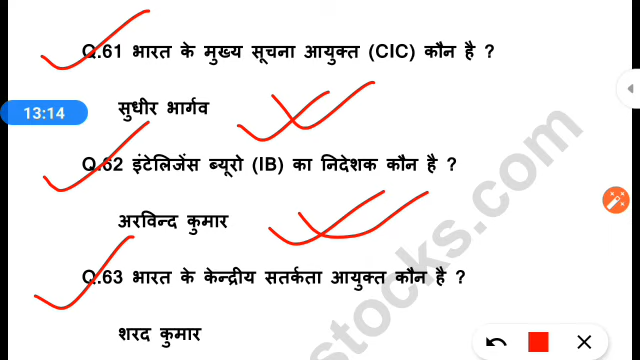 Q.61 भारत के मुख्य सूचना आयुक्त (CIC) कौन है ?
सुधीर भार्गव
13:14
Q.62 इंटेलिजेंस ब्यूरो (IB) का निदेशक कौन है ?
अरविन्द कुमार
Q.63 भारत के केन्द्रीय सतर्कता आयुक्त कौन है ?
शरद कुमार
stocks.com